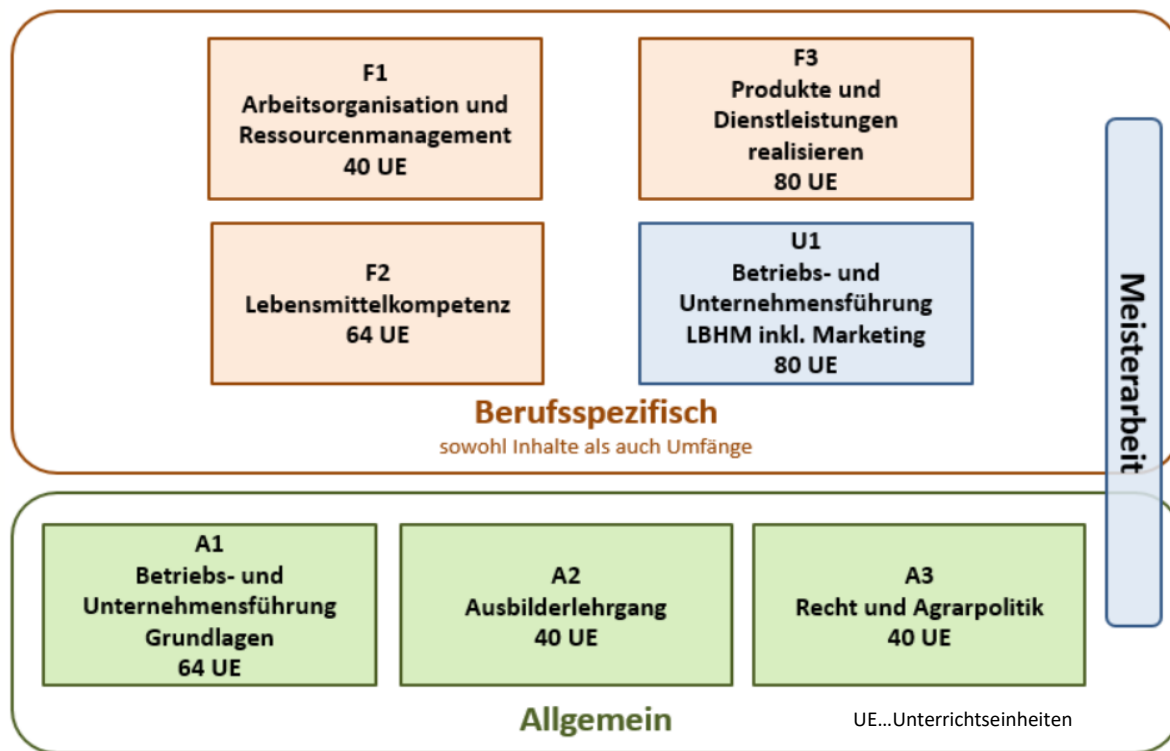 F1
Arbeitsorganisation und
Ressourcenmanagement
40 UE
F3
Produkte und
Dienstleistungen
realisieren
80 UE
F2
Lebensmittelkompetenz
64 UE
U1
Betriebs- und
Unternehmensführung
LBHM inkl. Marketing
80 UE
Berufsspezifisch
sowohl Inhalte als auch Umfänge
Meisterarbeit
A1
Betriebs- und
Unternehmensführung
Grundlagen
64 UE
A2
Ausbilderlehrgang
40 UE
A3
Recht und Agrarpolitik
40 UE
Allgemein
UE...Unterrichtseinheiten